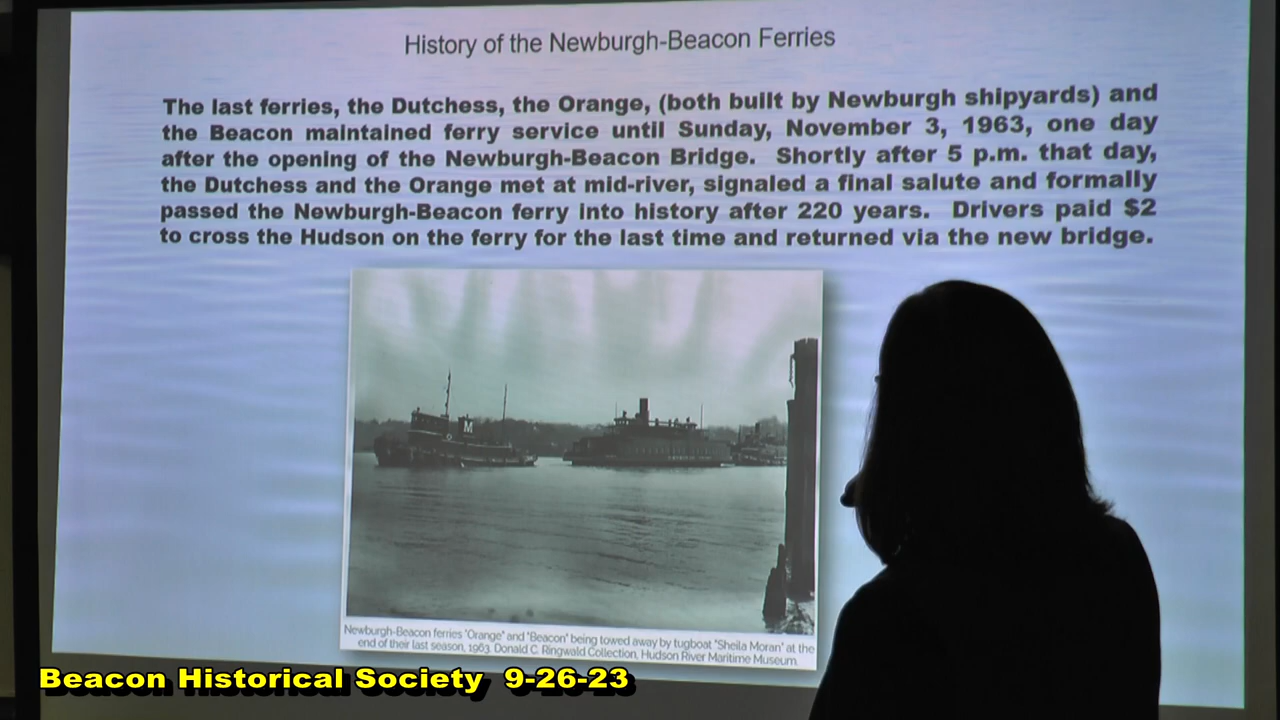 History of the Newburgh-Beacon Ferries
The last ferries, the Dutchess, the Orange, (both built by Newburgh shipyards) and
the Beacon maintained ferry service until Sunday, November 3, 1963, one day
after the opening of the Newburgh-Beacon Bridge. Shortly after 5 p.m. that day,
the Dutchess and the Orange met at mid-river, signaled a final salute and formally
passed the Newburgh-Beacon ferry into history after 220 years. Drivers paid $2
to cross the Hudson on the ferry for the last time and returned via the new bridge.
M
Newburgh-Beacon ferries "Orange" and "Beacon" being towed away by tugboat "Sheila Moran" at the
end of their last season, 1963. Donald C. Ringwald Collection, Hudson River Maritime Museum.
Beacon Historical Society 9-26-23